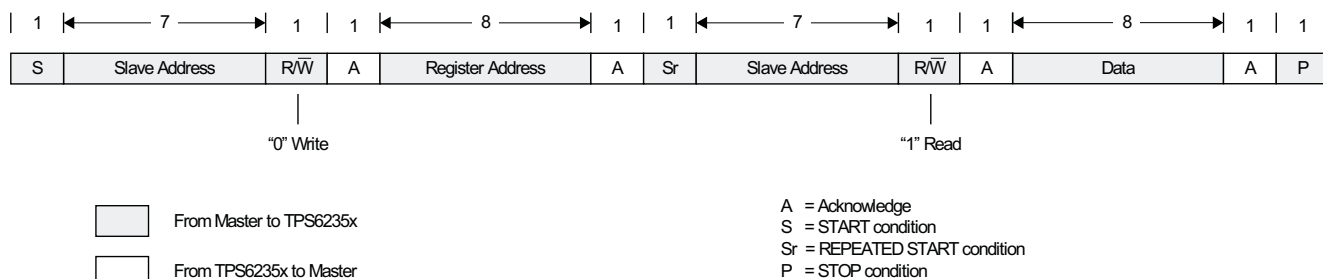 1 7 1 1 8 1 1 7 1 1 8 1 1
S Slave Address R/W̅ A Register Address A Sr Slave Address R/W̅ A Data A P
“0” Write “1” Read
From Master to TPS6235x
From TPS6235x to Master
A = Acknowledge
S = START condition
Sr = REPEATED START condition
P = STOP condition